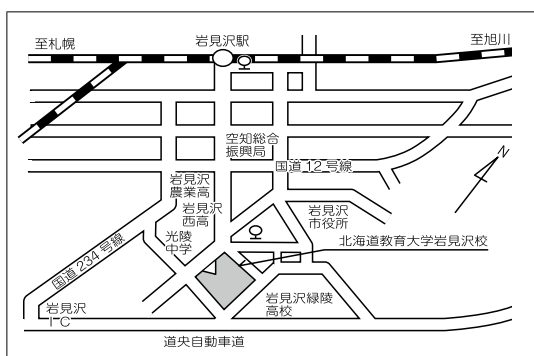 至札幌
岩見沢駅
至旭川
空知総合
振興局
国道12号線
岩見沢
農業高
岩見沢
西高
岩見沢
市役所
N
光陵
中学
北海道教育大学岩見沢校
国道234号線
岩見沢
IC
岩見沢緑陵
高校
道央自動車道